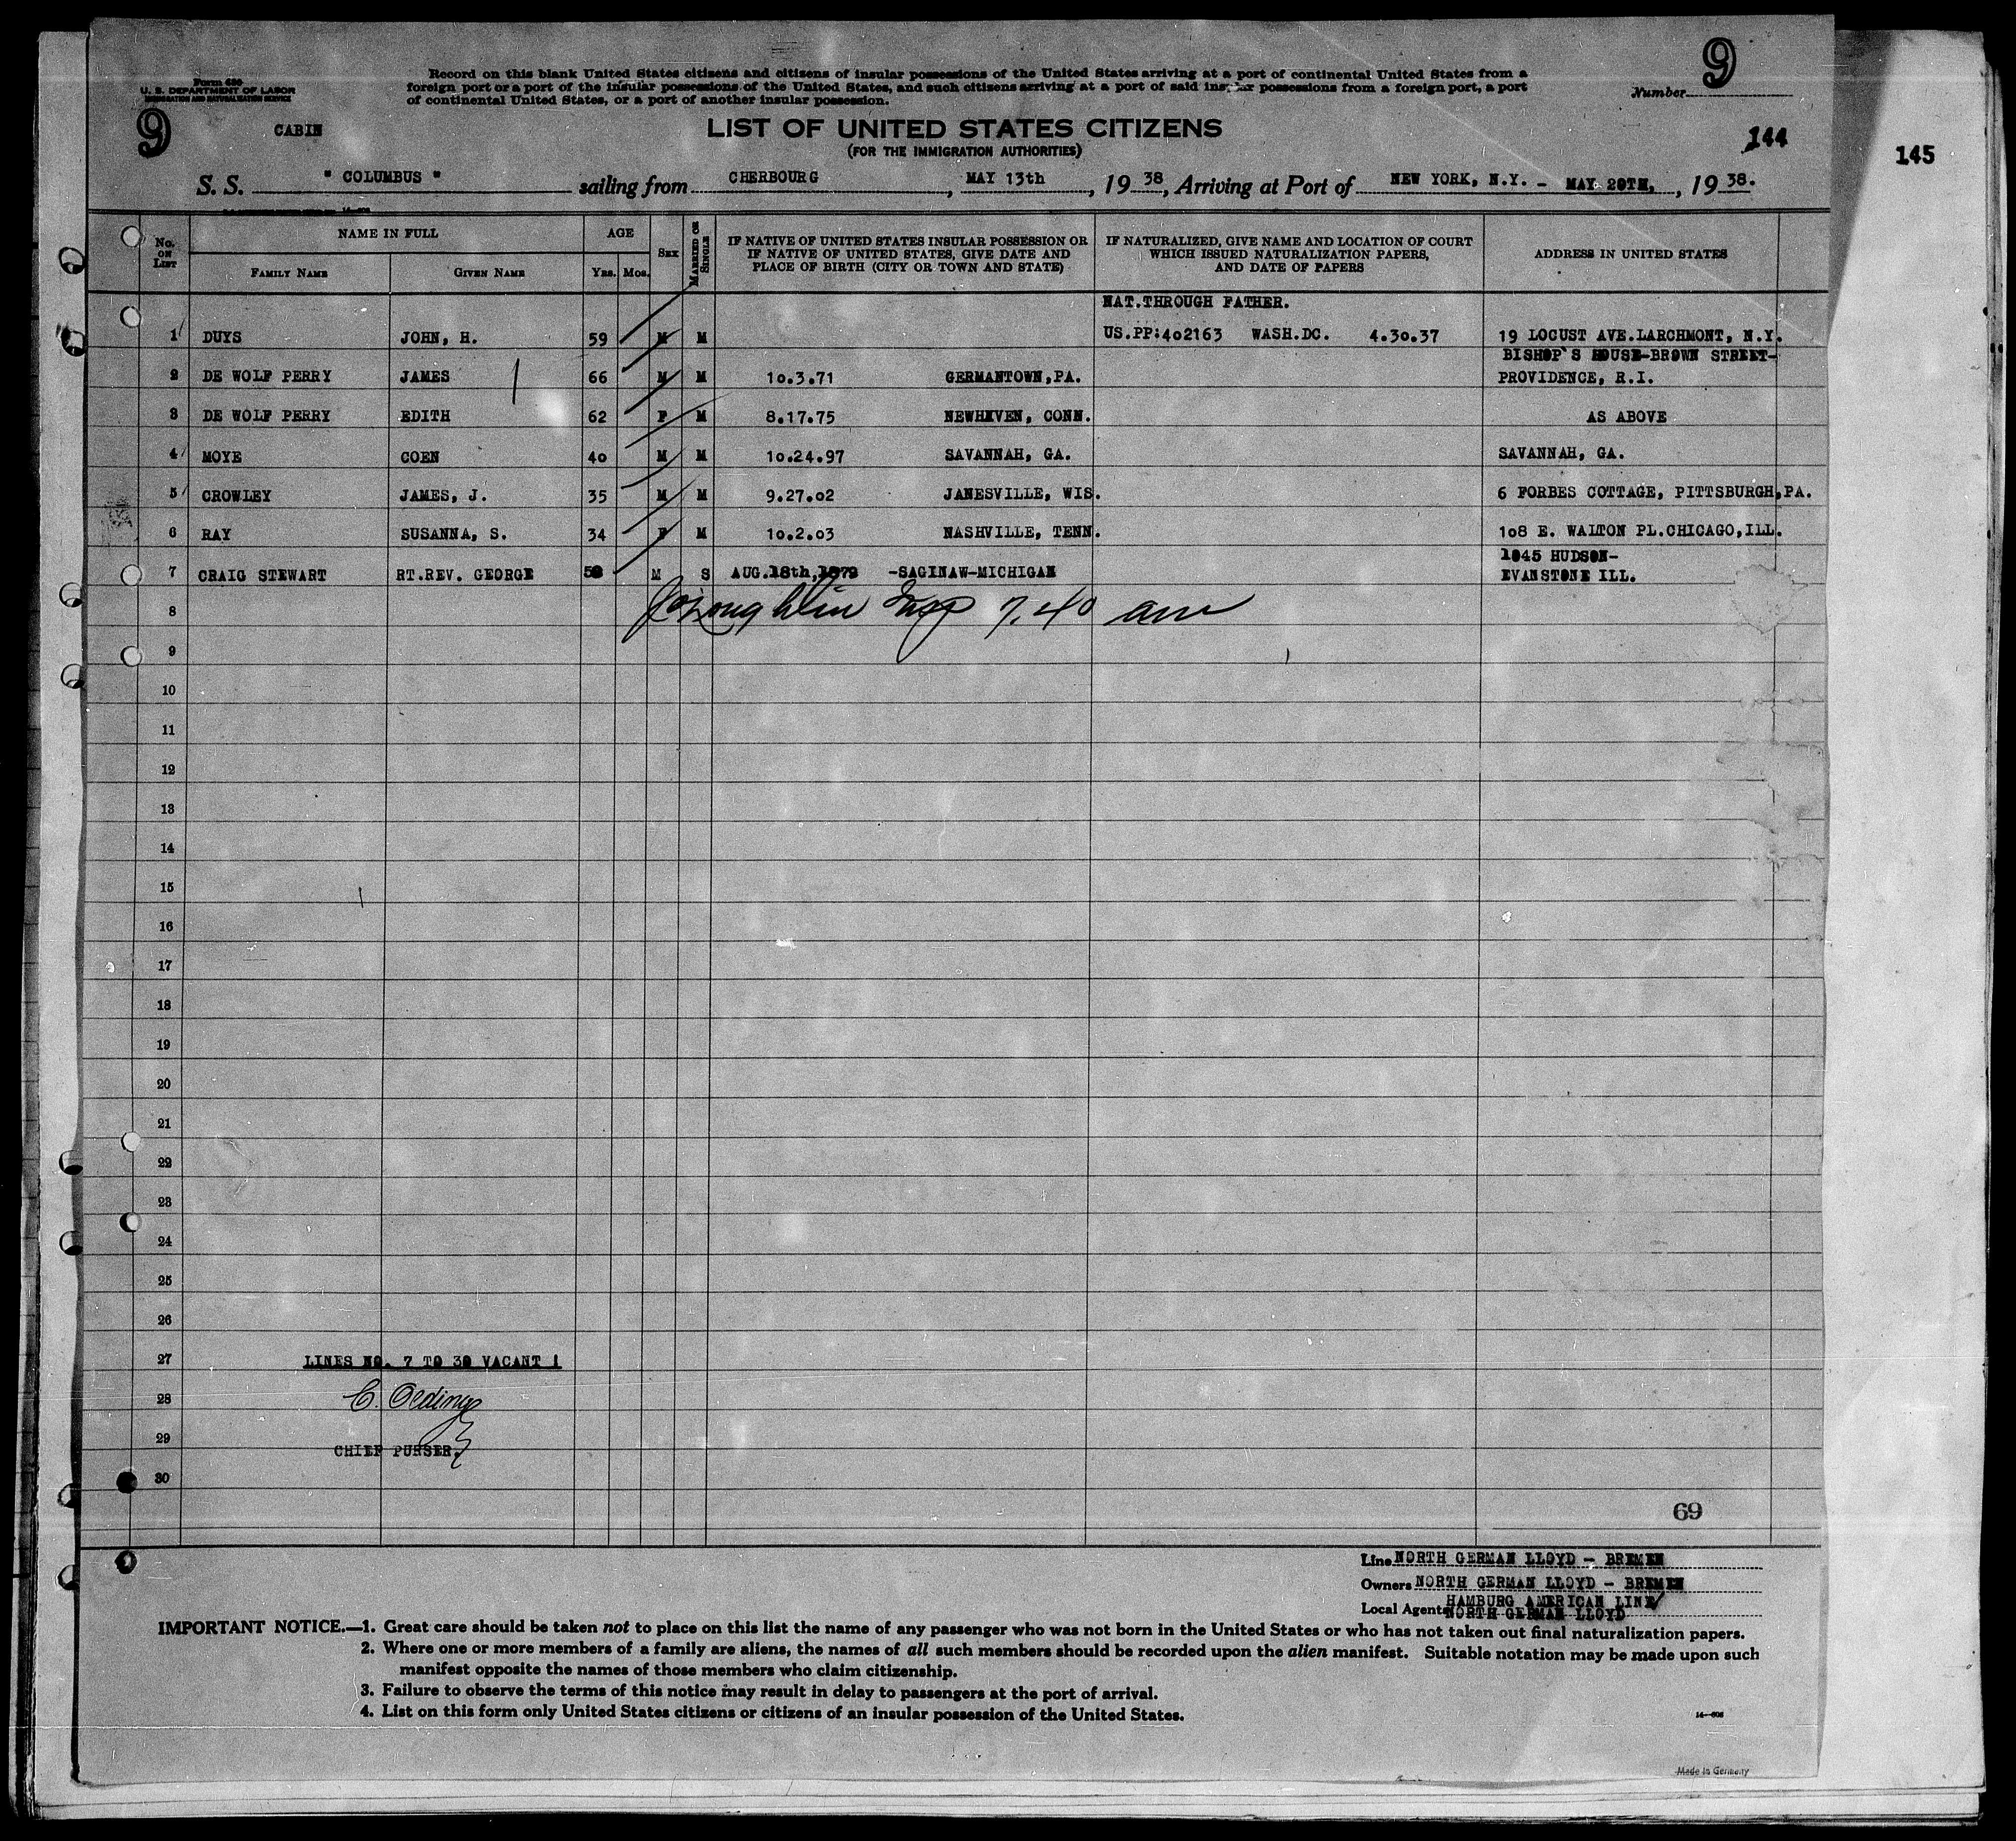 Form 630
U. S. DEPARTMENT OF LABOR
IMMIGRATION AND NATURALIZATION SERVICE
Record on this blank United States citizens and citizens of insular possessions of the United States arriving at a port of continental United States from a
foreign port or a port of the insular possessions of the United States, and such citizens arriving at a port of said insular possessions from a foreign port, a port
of continental United States, or a port of another insular possession.
9
Number
9
CABIN
LIST OF UNITED STATES CITIZENS
(FOR THE IMMIGRATION AUTHORITIES)
144
145
S. S. " COLUMBUS " sailing from CHERBOURG, MAY 13th, 19 38, Arriving at Port of NEW YORK, N.Y. - MAY 20TH, 19 38.
No. ON LIST
NAME IN FULL
FAMILY NAME GIVEN NAME
AGE
Yrs. Mos.
SEX
MARRIED OR SINGLE
IF NATIVE OF UNITED STATES INSULAR POSSESSION OR
IF NATIVE OF UNITED STATES, GIVE DATE AND
PLACE OF BIRTH (CITY OR TOWN AND STATE)
IF NATURALIZED, GIVE NAME AND LOCATION OF COURT
WHICH ISSUED NATURALIZATION PAPERS,
AND DATE OF PAPERS
ADDRESS IN UNITED STATES
NAT.THROUGH FATHER.
1 DUYS JOHN, H. 59 M M US.PP:402163 WASH.DC. 4.30.37 19 LOCUST AVE.LARCHMONT, N.Y.
BISHOP'S HOUSE-BROWN STREET-
2 DE WOLF PERRY JAMES 66 M M 10.3.71 GERMANTOWN,PA. PROVIDENCE, R.I.
3 DE WOLF PERRY EDITH 62 F M 8.17.75 NEWHEVEN, CONN. AS ABOVE
4 MOYE COEN 40 M M 10.24.97 SAVANNAH, GA. SAVANNAH, GA.
5 CROWLEY JAMES, J. 35 M M 9.27.02 JANESVILLE, WIS. 6 FORBES COTTAGE, PITTSBURGH,PA.
6 RAY SUSANNA, S. 34 F M 10.2.03 NASHVILLE, TENN. 108 E. WALTON PL.CHICAGO,ILL.
1045 HUDSON-
7 CRAIG STEWART RT.REV. GEORGE M S AUG.18th,1879 -SAGINAW-MICHIGAN EVANSTONE ILL.
8 Insp 7.40 am
9
10
11
12
13
14
15
16
17
18
19
20
21
22
23
24
25
26
27 LINES NO. 7 TO 30 VACANT !
28 C. Oeding
29 CHIEF PURSER.
30
69
Line NORTH GERMAN LLOYD - BREMEN
Owners NORTH GERMAN LLOYD - BREMEN
Local Agents HAMBURG AMERICAN LINE
NORTH GERMAN LLOYD
IMPORTANT NOTICE.—1. Great care should be taken not to place on this list the name of any passenger who was not born in the United States or who has not taken out final naturalization papers.
2. Where one or more members of a family are aliens, the names of all such members should be recorded upon the alien manifest. Suitable notation may be made upon such
manifest opposite the names of those members who claim citizenship.
3. Failure to observe the terms of this notice may result in delay to passengers at the port of arrival.
4. List on this form only United States citizens or citizens of an insular possession of the United States.
14—608
Made in Germany